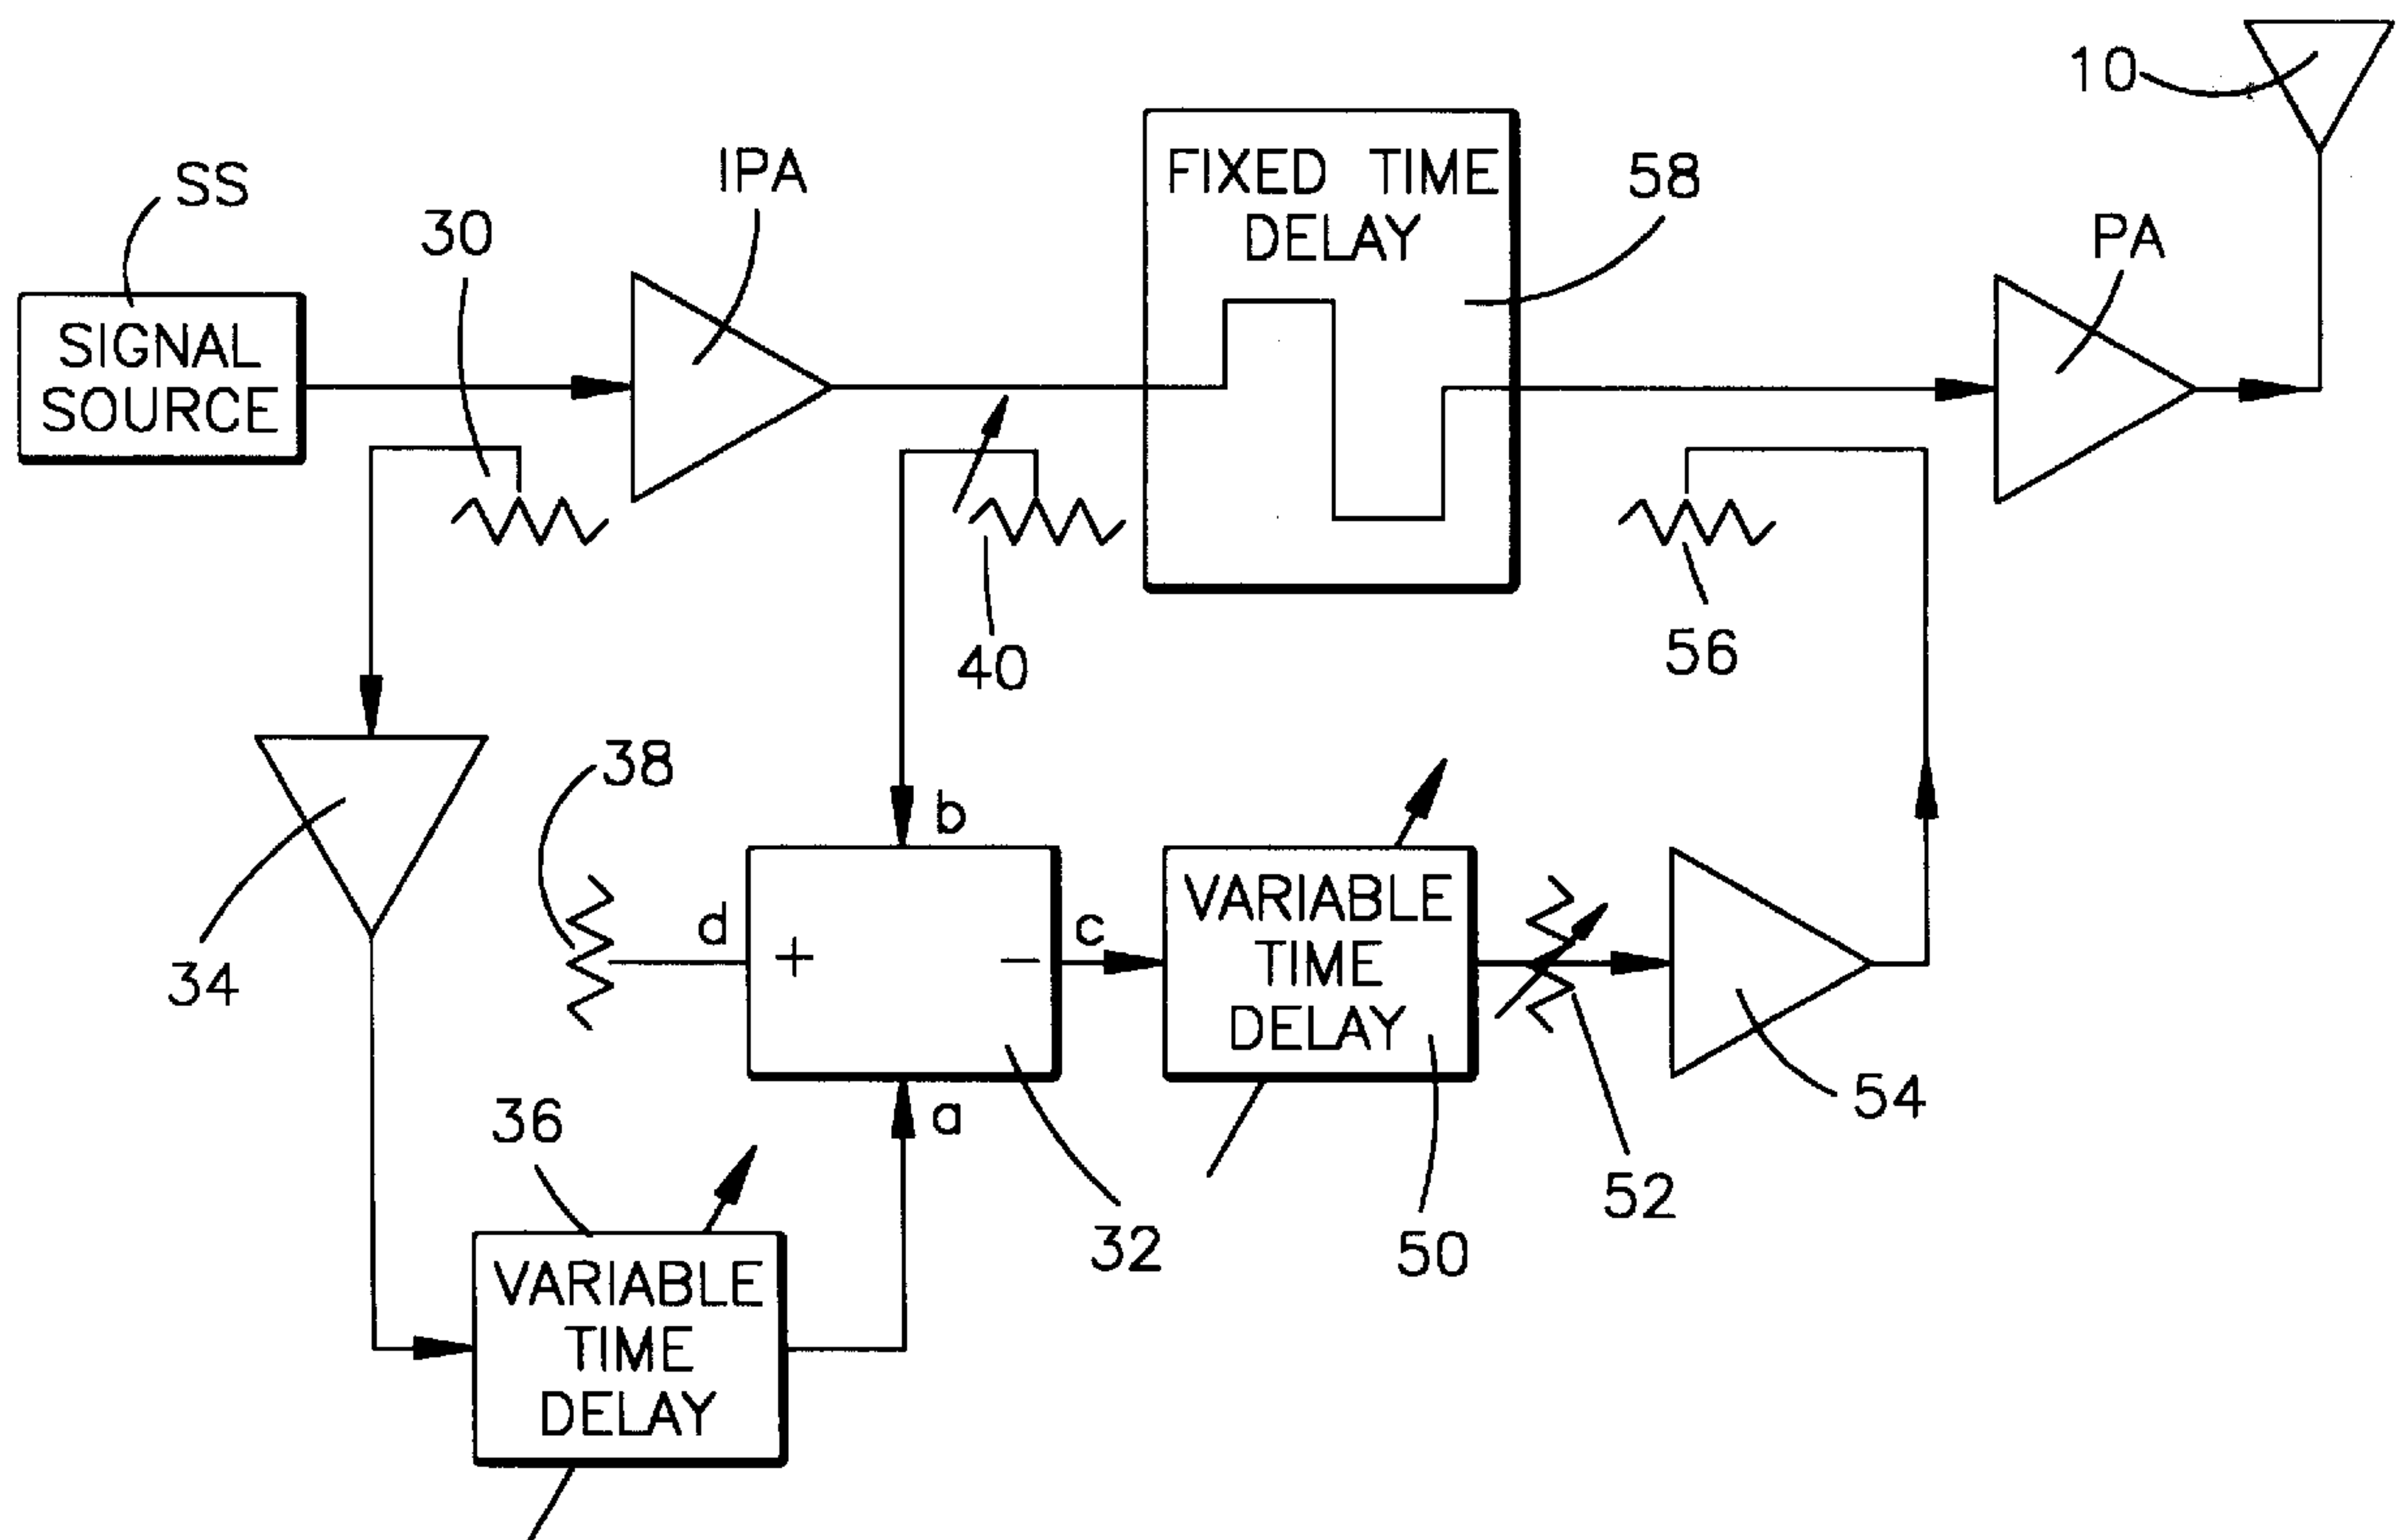 10
SS
IPA
FIXED TIME
DELAY
58
30
PA
SIGNAL
SOURCE
40
56
38
b
34
d
+
−
c
VARIABLE
TIME
DELAY
54
36
a
32
50
52
VARIABLE
TIME
DELAY